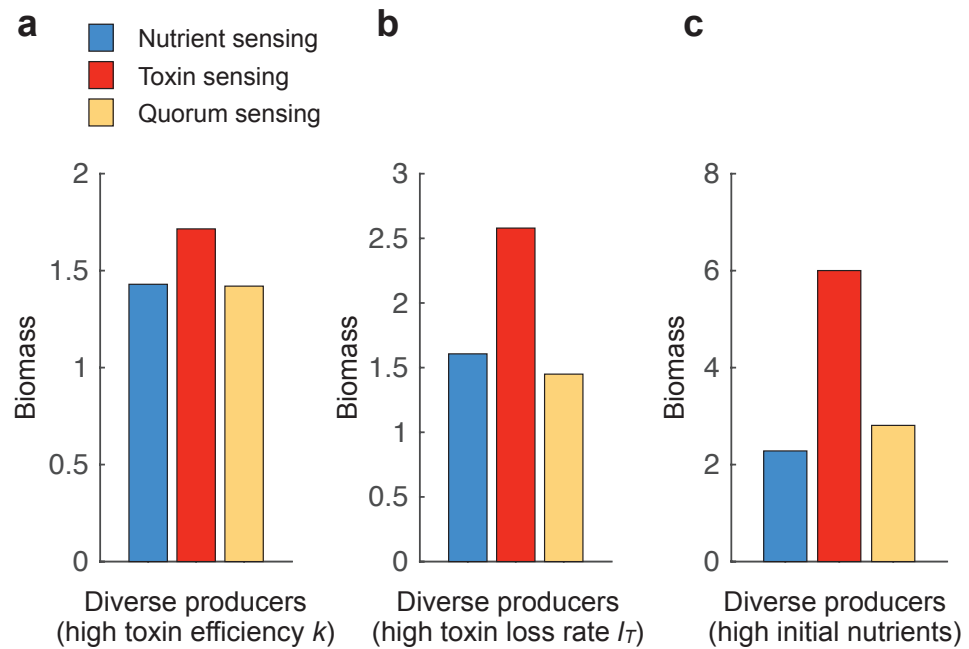 a
Nutrient sensing
Toxin sensing
Quorum sensing
b
c
2
1.5
1
0.5
0
Biomass
Diverse producers
(high toxin efficiency k)
3
2.5
2
1.5
1
0.5
0
Biomass
Diverse producers
(high toxin loss rate l_T)
8
6
4
2
0
Biomass
Diverse producers
(high initial nutrients)